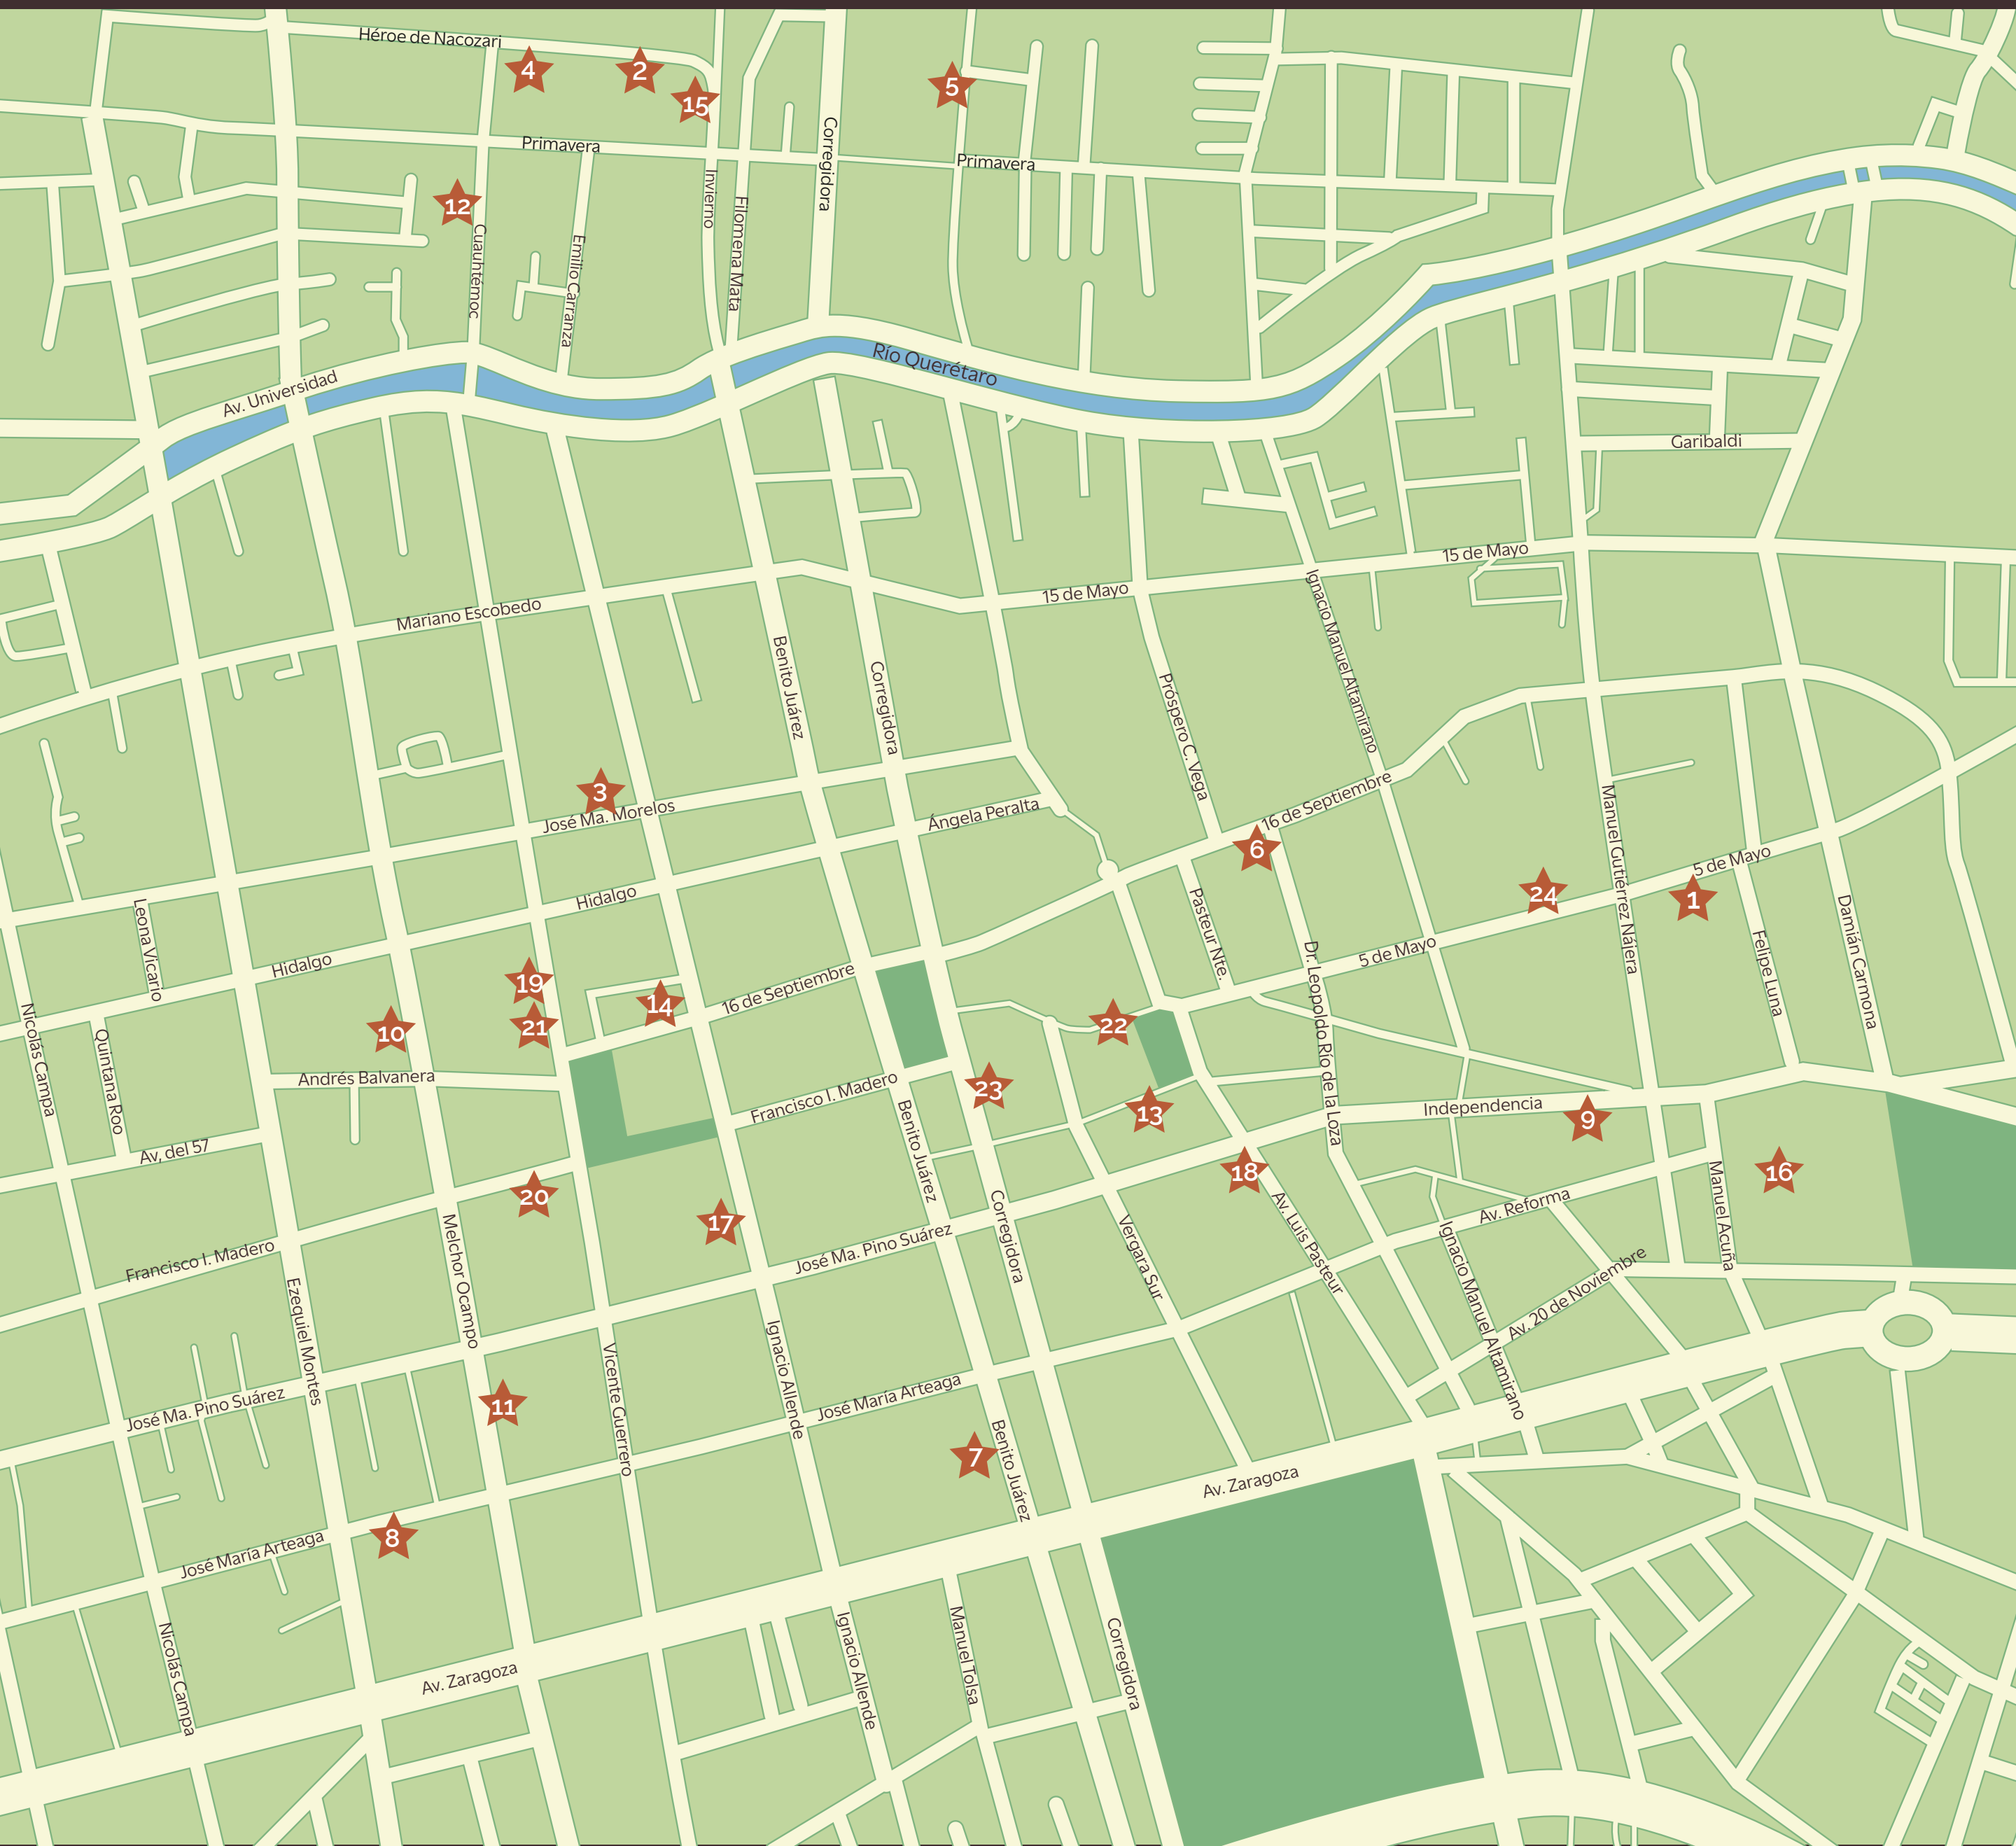 Héroe de Nacozari
4
2
15
5
Primavera
Corregidora
Primavera
12
Invierno
Filomena Mata
Cuauhtémoc
Emilio Carranza
Río Querétaro
Av. Universidad
Garibaldi
15 de Mayo
15 de Mayo
Mariano Escobedo
Ignacio Manuel Altamirano
Benito Juárez
Corregidora
Próspero C. Vega
3
José Ma. Morelos
Ángela Peralta
16 de Septiembre
6
Manuel Gutiérrez Nájera
5 de Mayo
24
1
Hidalgo
Leona Vicario
Pasteur Nte.
Damián Carmona
Felipe Luna
Dr. Leopoldo Río de la Loza
5 de Mayo
Hidalgo
19
16 de Septiembre
14
21
10
22
Nicolás Campa
Quintana Roo
Andrés Balvanera
Francisco I. Madero
23
13
Independencia
9
Av, del 57
Benito Juárez
18
16
Manuel Acuña
20
17
Av. Reforma
Corregidora
Av. Luis Pasteur
Vergara Sur
José Ma. Pino Suárez
Francisco I. Madero
Melchor Ocampo
Ezequiel Montes
Ignacio Manuel Altamirano
Av. 20 de Noviembre
Ignacio Allende
Vicente Guerrero
José Ma. Pino Suárez
11
José María Arteaga
Benito Juárez
7
Av. Zaragoza
8
José María Arteaga
Nicolás Campa
Av. Zaragoza
Ignacio Allende
Manuel Tolsa
Corregidora